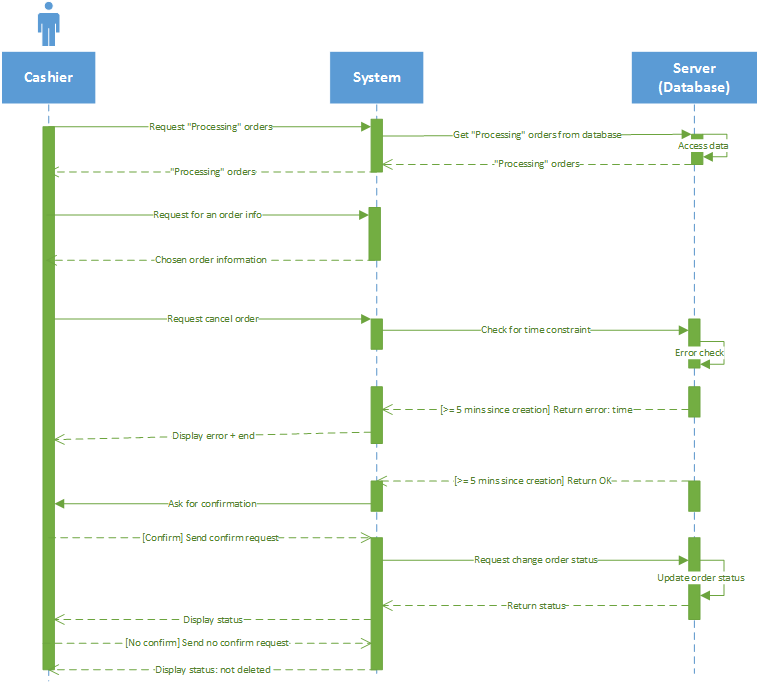 Cashier
System
Server
(Database)
Request "Processing" orders
Get "Processing" orders from database
Access data
"Processing" orders
"Processing" orders
Request for an order info
Chosen order information
Request cancel order
Check for time constraint
Error check
[>= 5 mins since creation] Return error: time
Display error + end
[>= 5 mins since creation] Return OK
Ask for confirmation
[Confirm] Send confirm request
Request change order status
Update order status
Return status
Display status
[No confirm] Send no confirm request
Display status: not deleted